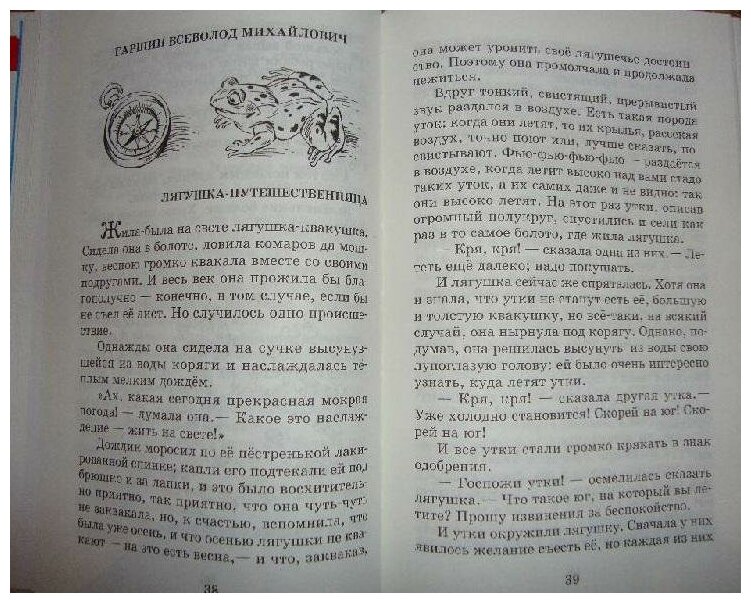 ГАРШИН ВСЕВОЛОД МИХАЙЛОВИЧ
ЛЯГУШКА-ПУТЕШЕСТВЕННИЦА
Жила-была на свете лягушка-квакушка.
Сидела она в болоте, ловила комаров да мош-
ку, весною громко квакала вместе со своими
подругами. И весь век она прожила бы бла-
гополучно — конечно, в том случае, если бы
не съел её аист. Но случилось одно происше-
ствие.
Однажды она сидела на сучке высунув-
шейся из воды коряги и наслаждалась тё-
плым мелким дождём.
«Ах, какая сегодня прекрасная мокрая
погода! — думала она.— Какое это наслаж-
дение — жить на свете!»
Дождик моросил по её пёстренькой лаки-
рованной спинке; капли его подтекали ей под
брюшко и за лапки, и это было восхититель-
но приятно, так приятно, что она чуть-чуть
не заквакала, но, к счастью, вспомнила, что
была уже осень, и что осенью лягушки не ква-
кают — на это есть весна,— и что, заквакав,
38
она может уронить своё лягушечье достоин
ство. Поэтому она промолчала и продолжала
нежиться.
Вдруг тонкий, свистящий, прерывистый
звук раздался в воздухе. Есть такая порода
уток: когда они летят, то их крылья, рассекая
воздух, точно поют или, лучше сказать, по-
свистывают. Фью-фью-фью-фью — раздаётся
в воздухе, когда летит высоко над вами стадо
таких уток, а их самих даже и не видно: так
они высоко летят. На этот раз утки, описав
огромный полукруг, спустились и сели как
раз в то самое болото, где жила лягушка.
— Кря, кря! — сказала одна из них.— Ле-
теть ещё далеко; надо покушать.
И лягушка сейчас же спряталась. Хотя она
и знала, что утки не станут есть её, большую
и толстую квакушку, но всё-таки, на всякий
случай, она нырнула под корягу. Однако, по-
думав, она решилась высунуть из воды свою
лупоглазую голову: ей было очень интересно
узнать, куда летят утки.
— Кря, кря! — сказала другая утка.—
Уже холодно становится! Скорей на юг! Ско-
рей на юг!
И все утки стали громко крякать в знак
одобрения.
— Госпожи утки! — осмелилась сказать
лягушка.— Что такое юг, на который вы ле-
тите? Прошу извинения за беспокойство.
И утки окружили лягушку. Сначала у них
явилось желание съесть её, но каждая из них
39